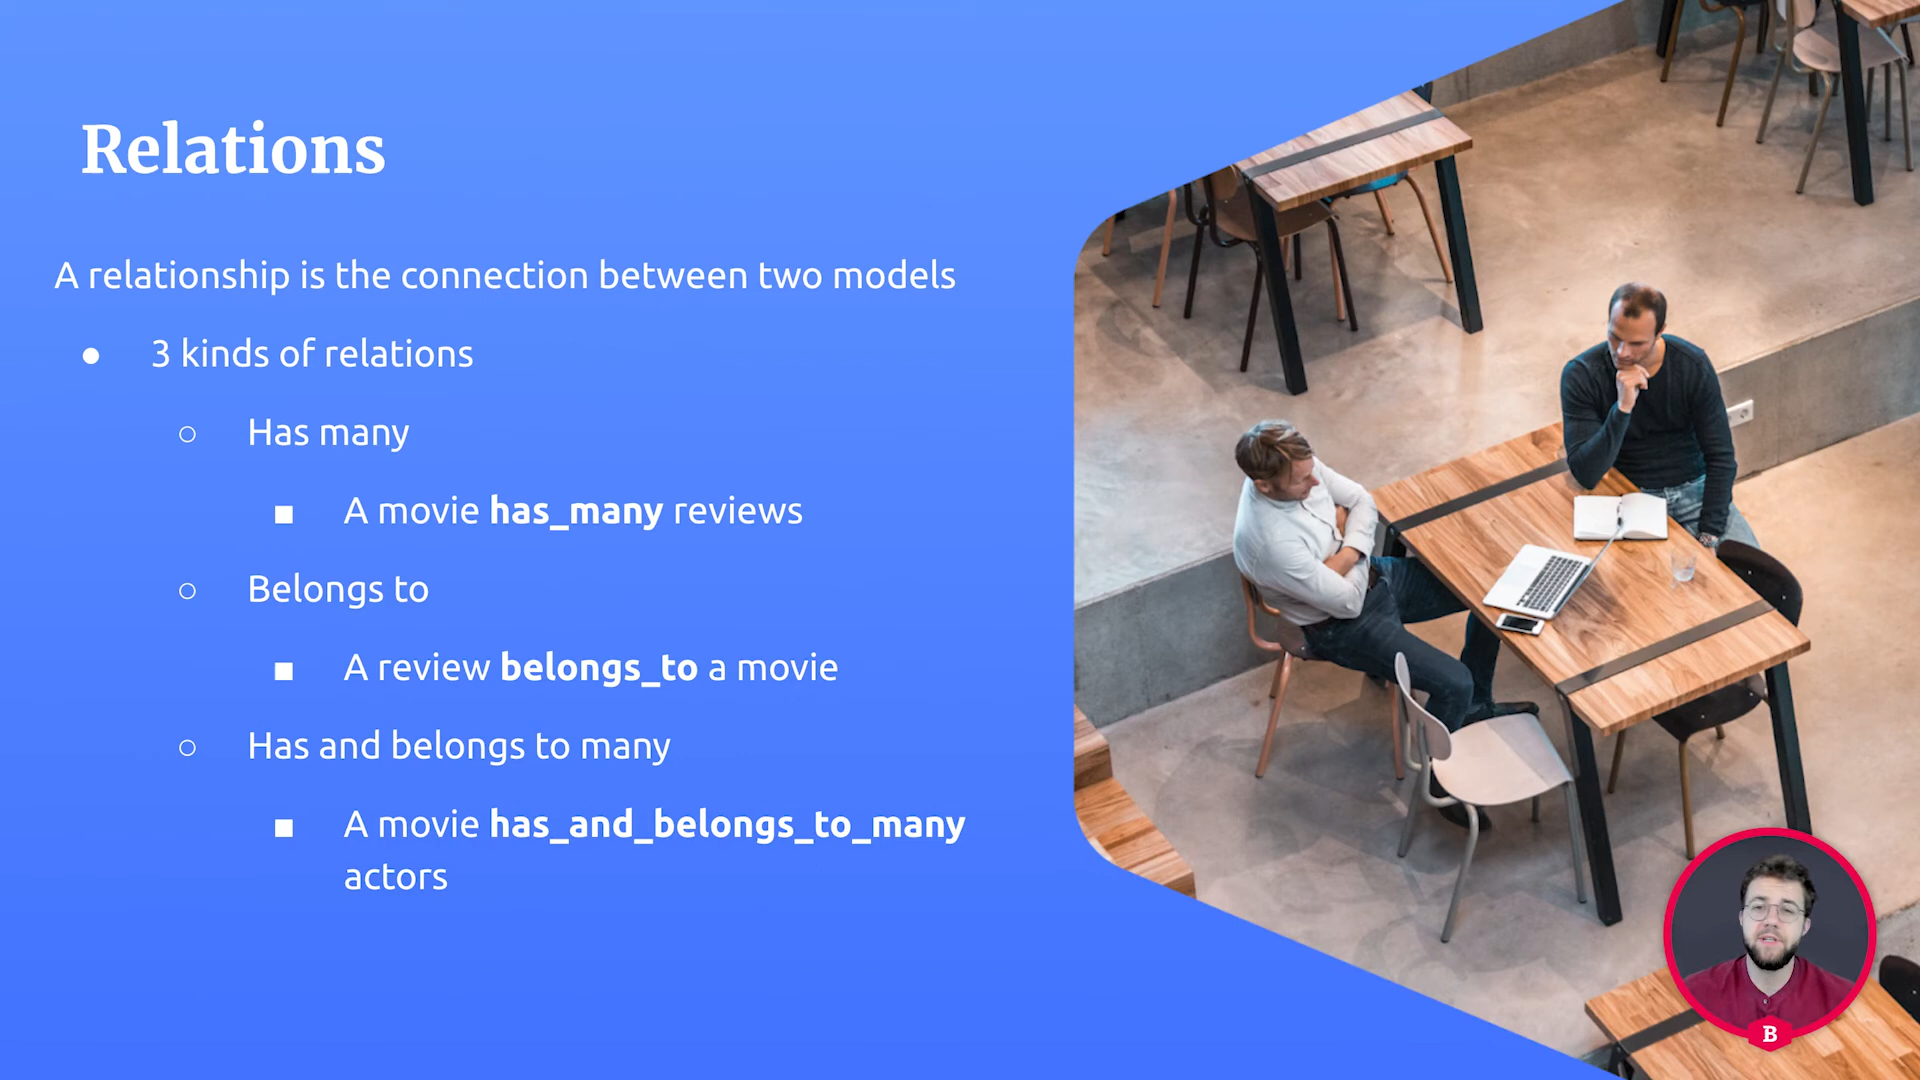 Relations
A relationship is the connection between two models
● 3 kinds of relations
○ Has many
■ A movie has_many reviews
○ Belongs to
■ A review belongs_to a movie
○ Has and belongs to many
■ A movie has_and_belongs_to_many
actors
B